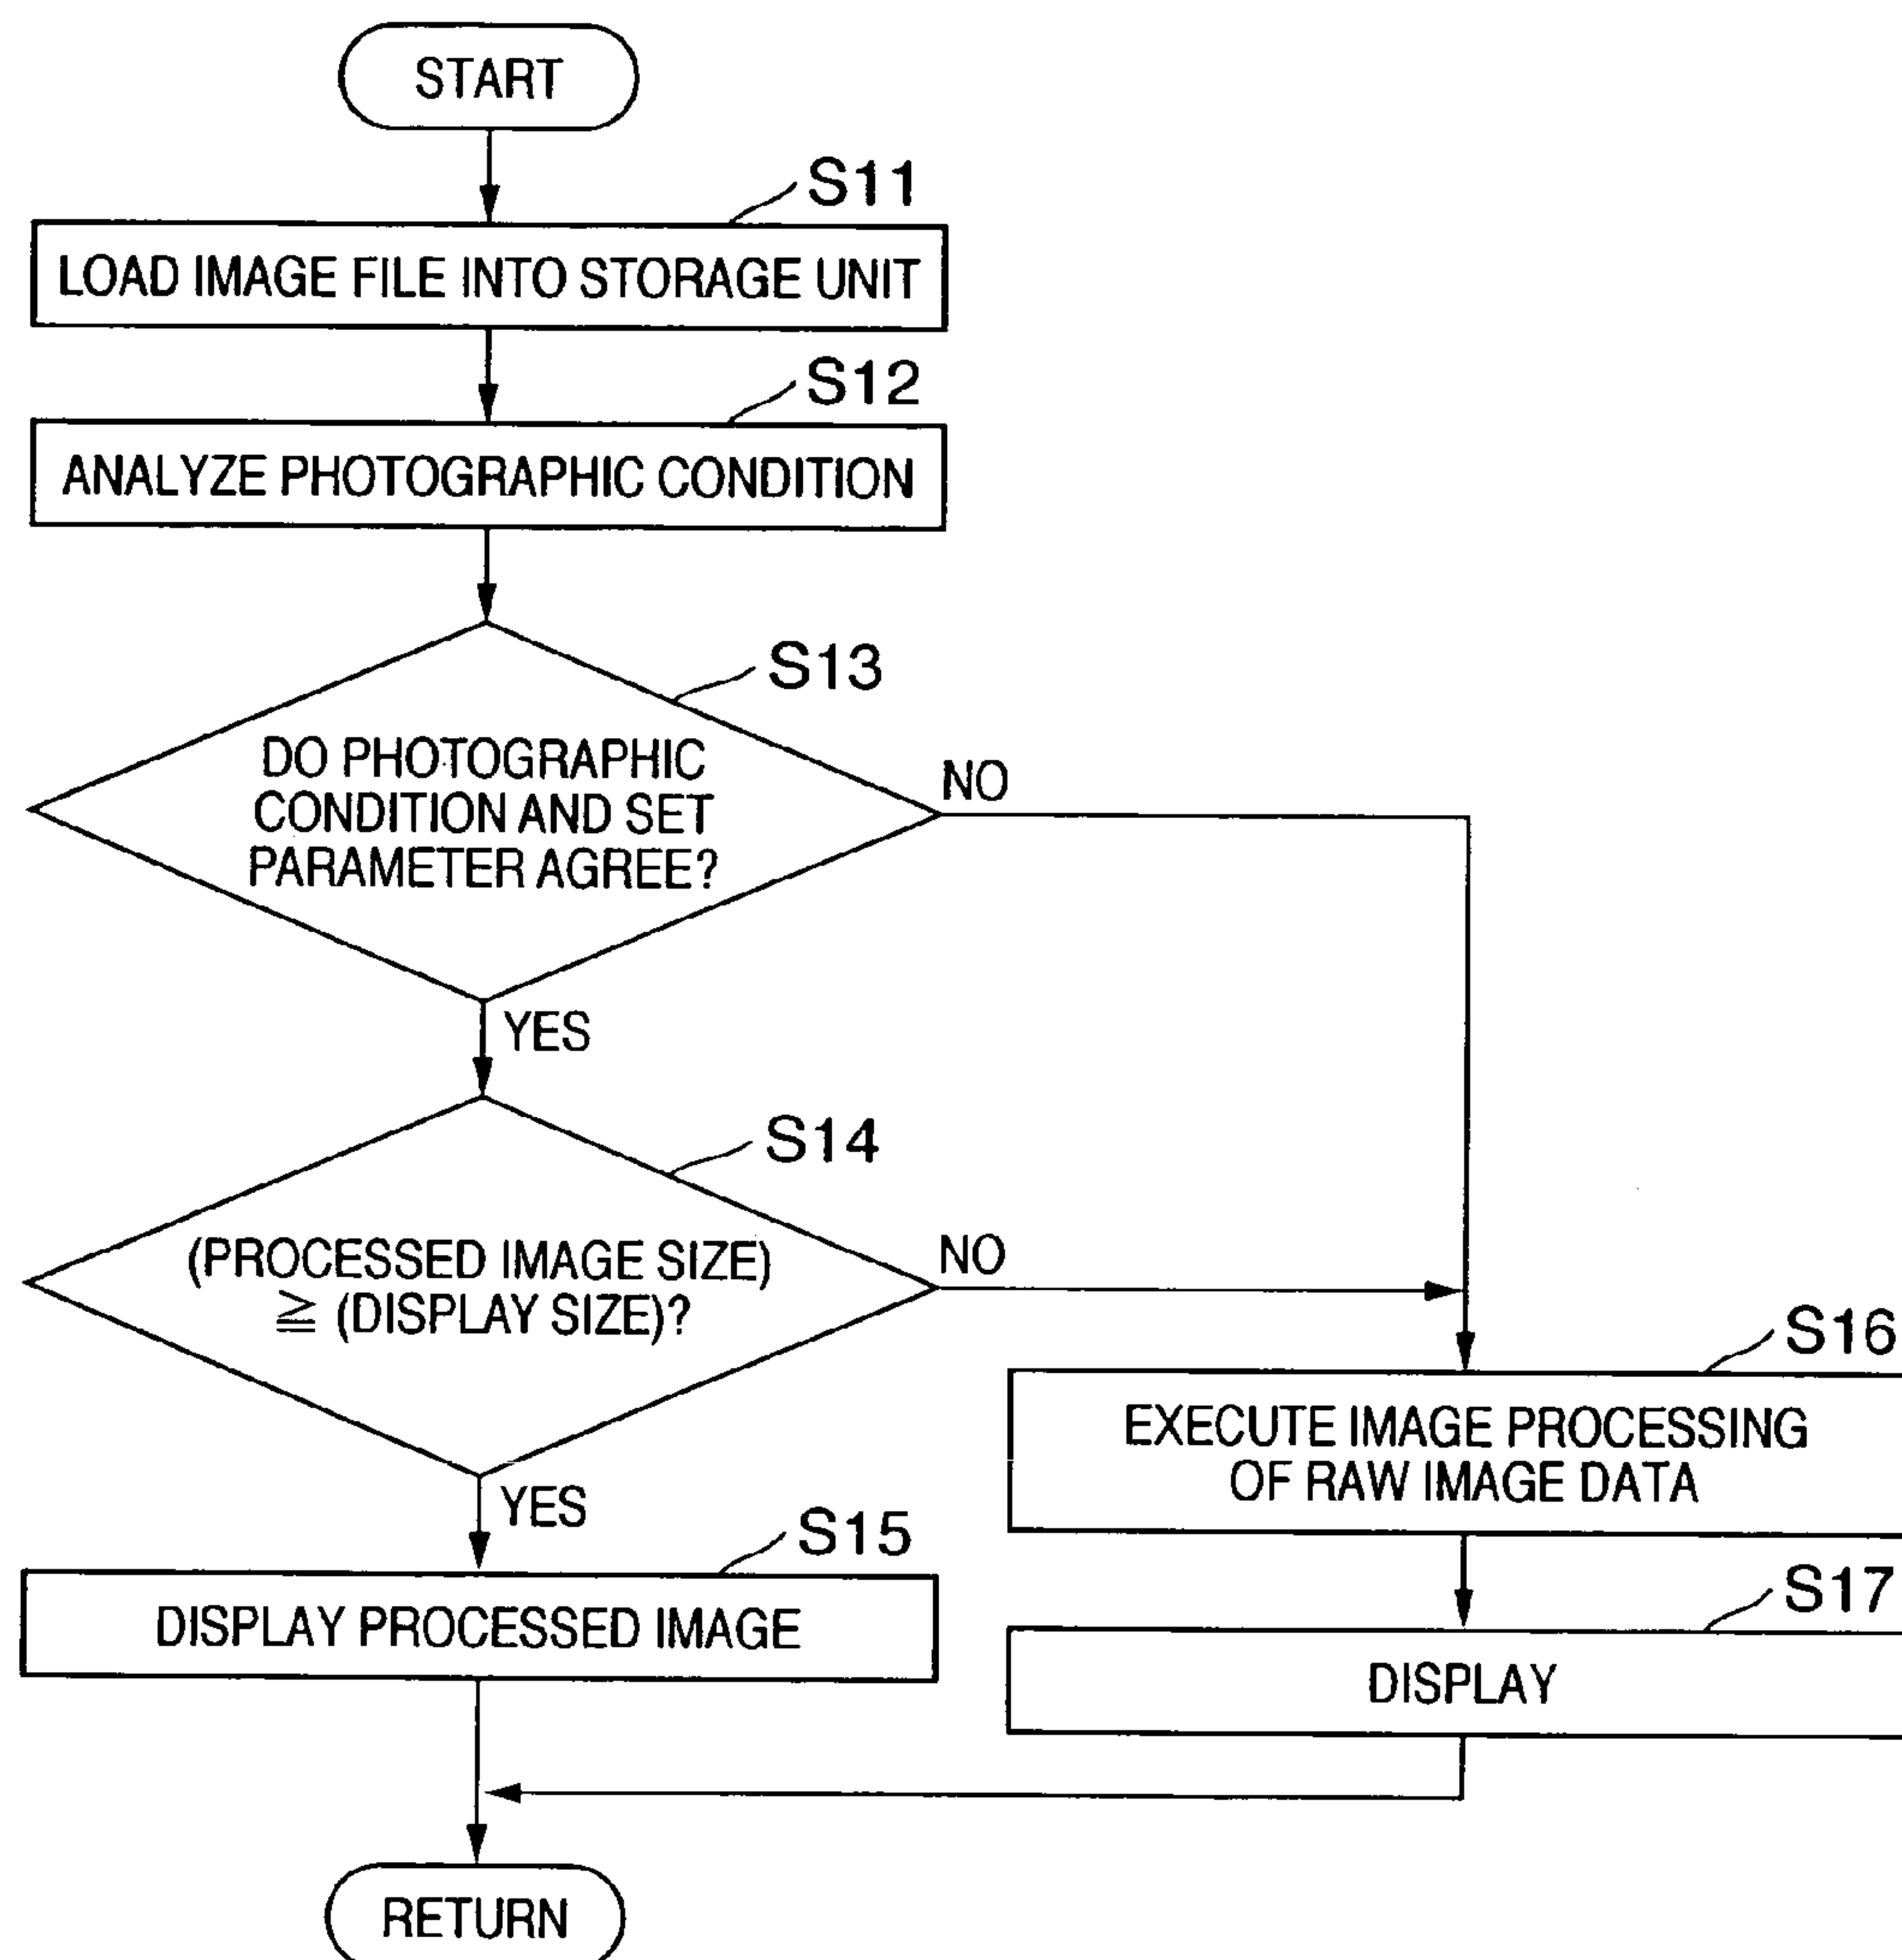 START
S11
LOAD IMAGE FILE INTO STORAGE UNIT
S12
ANALYZE PHOTOGRAPHIC CONDITION
S13
DO PHOTOGRAPHIC
CONDITION AND SET
PARAMETER AGREE?
NO
YES
S14
(PROCESSED IMAGE SIZE)
≧ (DISPLAY SIZE)?
NO
YES
S15
DISPLAY PROCESSED IMAGE
S16
EXECUTE IMAGE PROCESSING
OF RAW IMAGE DATA
S17
DISPLAY
RETURN